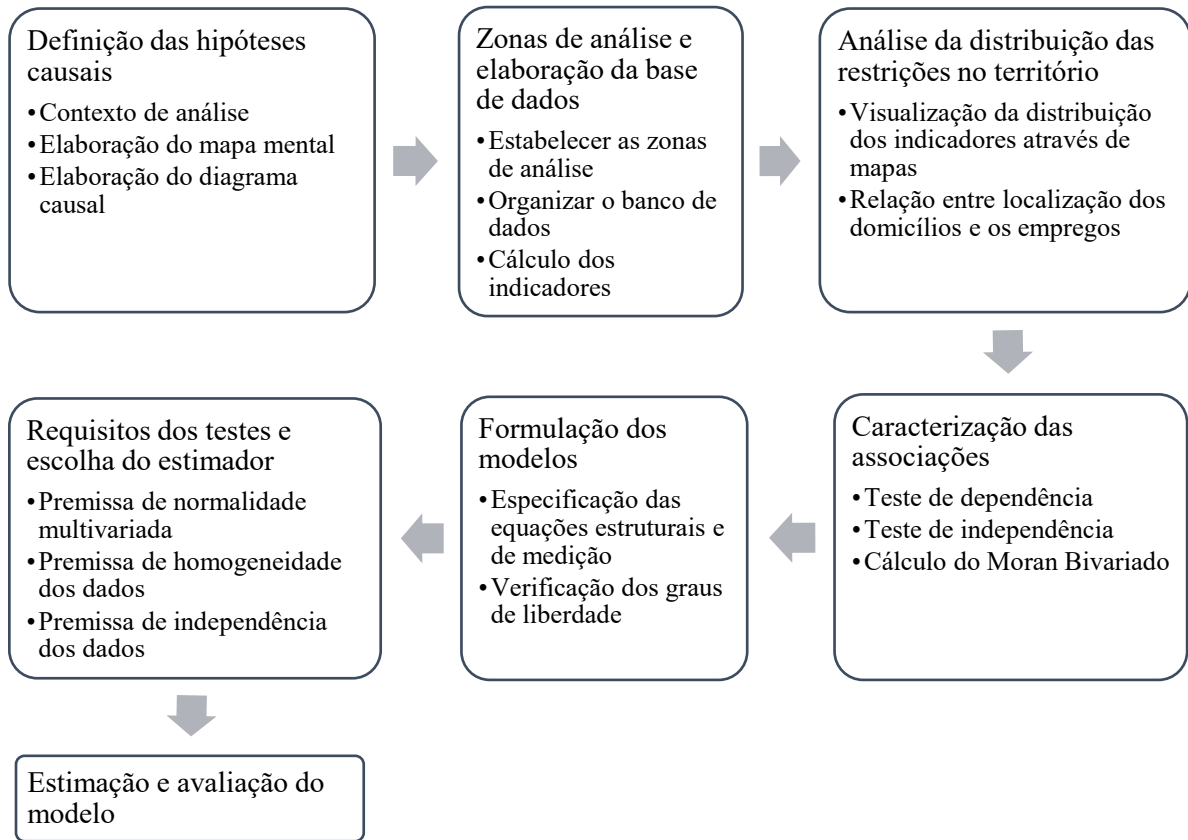 Definição das hipóteses
causais
•Contexto de análise
•Elaboração do mapa mental
•Elaboração do diagrama
causal
Zonas de análise e
elaboração da base
de dados
•Estabelecer as zonas
de análise
•Organizar o banco de
dados
•Cálculo dos
indicadores
Análise da distribuição das
restrições no território
•Visualização da distribuição
dos indicadores através de
mapas
•Relação entre localização dos
domicílios e os empregos
Caracterização das
associações
•Teste de dependência
•Teste de independência
•Cálculo do Moran Bivariado
Formulação dos
modelos
•Especificação das
equações estruturais e
de medição
•Verificação dos graus
de liberdade
Requisitos dos testes e
escolha do estimador
•Premissa de normalidade
multivariada
•Premissa de homogeneidade
dos dados
•Premissa de independência
dos dados
Estimação e avaliação do
modelo